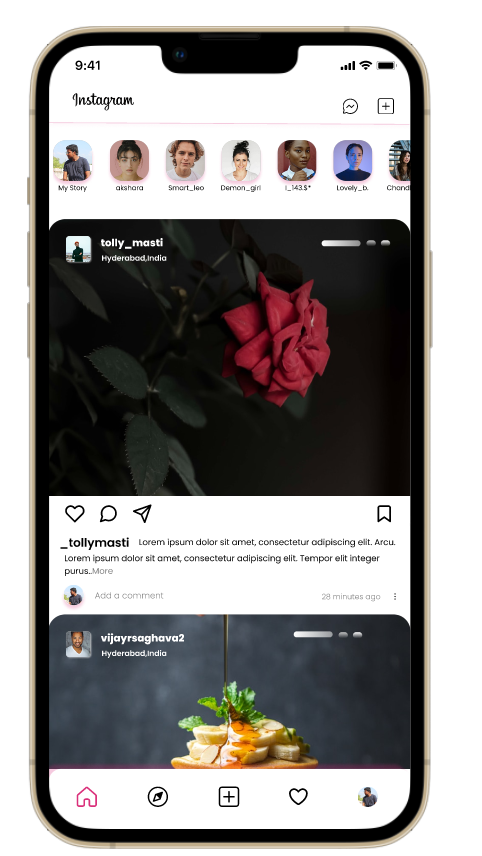 9:41
Instagram
My Story akshara Smart_leo Demon_girl I_143.$* Lovely_b. Chand
tolly_masti
Hyderabad,India
_tollymasti Lorem ipsum dolor sit amet, consectetur adipiscing elit. Arcu.
Lorem ipsum dolor sit amet, consectetur adipiscing elit. Tempor elit integer
purus..More
Add a comment 28 minutes ago
vijayrsaghava2
Hyderabad,India